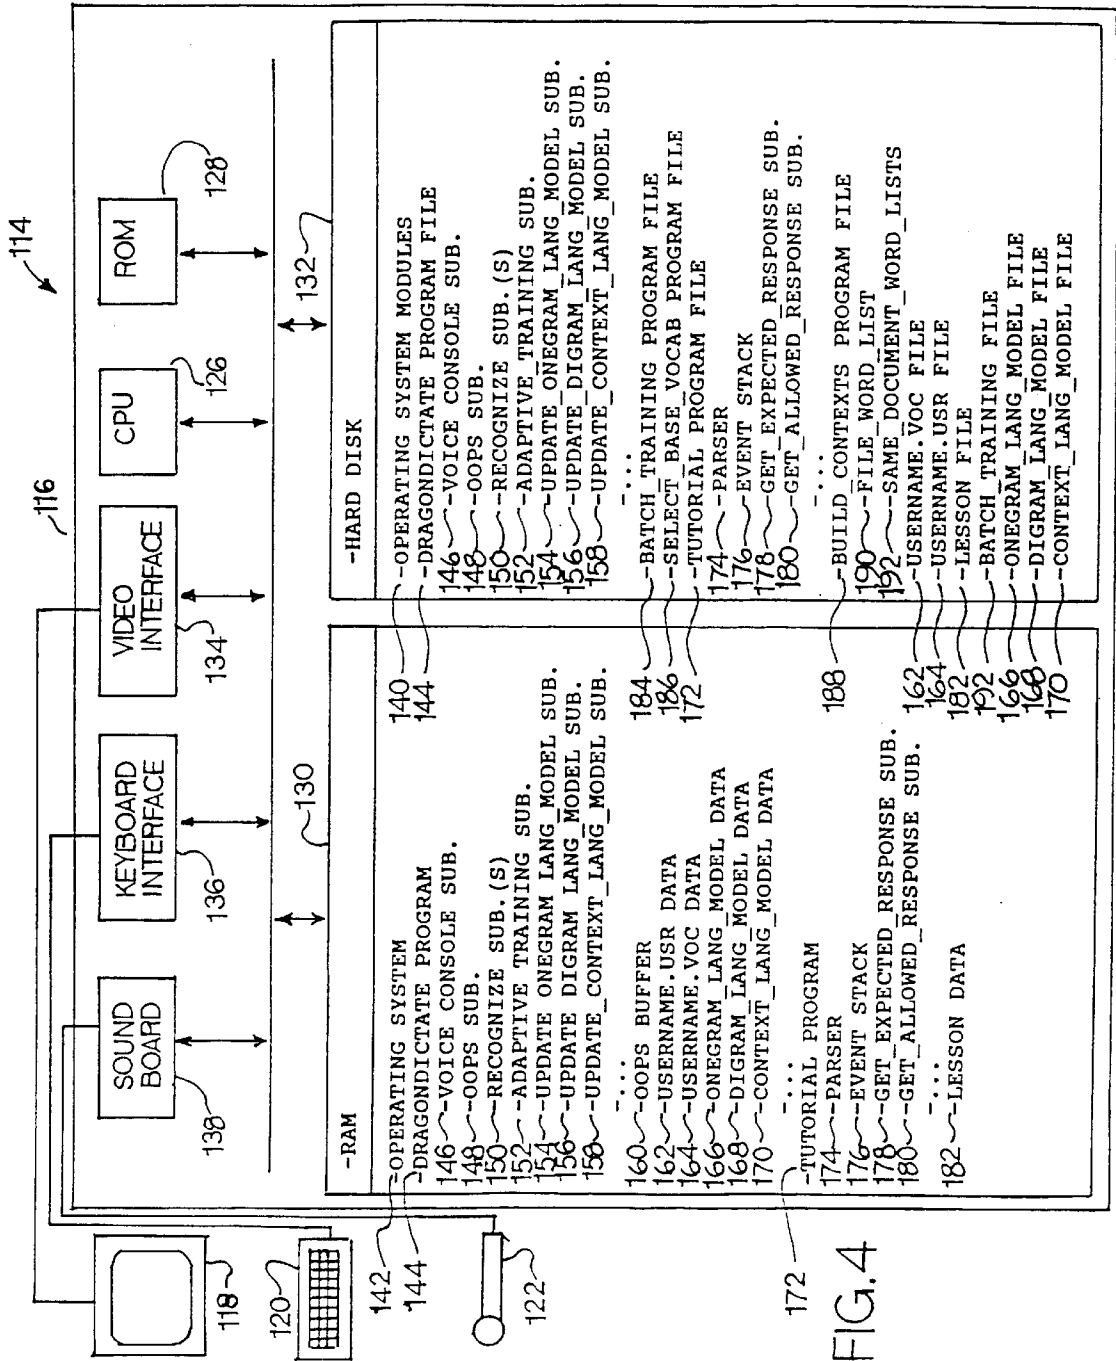 114
116
SOUND BOARD
138
KEYBOARD INTERFACE
136
VIDEO INTERFACE
134
CPU
126
ROM
128
118
120
122
130
132
-RAM
142 -OPERATING SYSTEM
144 -DRAGONDICTATE PROGRAM
146 -VOICE CONSOLE SUB.
148 -OOPS SUB.
150 -RECOGNIZE SUB.(S)
152 -ADAPTIVE TRAINING SUB.
154 -UPDATE ONEGRAM LANG_MODEL SUB.
156 -UPDATE DIGRAM LANG_MODEL SUB.
158 -UPDATE_CONTEXT_LANG_MODEL SUB.
-...
160 -OOPS BUFFER
162 -USERNAME.USR DATA
164 -USERNAME.VOC DATA
166 -ONEGRAM_LANG_MODEL DATA
168 -DIGRAM_LANG_MODEL DATA
170 -CONTEXT_LANG_MODEL DATA
-...
172 -TUTORIAL PROGRAM
174 -PARSER
176 -EVENT STACK
178 -GET_EXPECTED_RESPONSE SUB.
180 -GET_ALLOWED_RESPONSE SUB.
-...
182 -LESSON DATA
-HARD DISK
140 -OPERATING SYSTEM MODULES
144 -DRAGONDICTATE PROGRAM FILE
146 -VOICE CONSOLE SUB.
148 -OOPS SUB.
150 -RECOGNIZE SUB.(S)
152 -ADAPTIVE_TRAINING SUB.
154 -UPDATE_ONEGRAM_LANG_MODEL SUB.
156 -UPDATE_DIGRAM_LANG_MODEL SUB.
158 -UPDATE_CONTEXT_LANG_MODEL SUB.
-...
184 -BATCH_TRAINING PROGRAM FILE
186 -SELECT_BASE_VOCAB PROGRAM FILE
172 -TUTORIAL PROGRAM FILE
174 -PARSER
176 -EVENT STACK
178 -GET_EXPECTED_RESPONSE SUB.
180 -GET_ALLOWED_RESPONSE SUB.
-...
188 -BUILD_CONTEXTS PROGRAM FILE
190 -FILE_WORD_LIST
192 -SAME_DOCUMENT_WORD_LISTS
162 -USERNAME.VOC FILE
164 -USERNAME.USR FILE
182 -LESSON FILE
192 -BATCH_TRAINING FILE
166 -ONEGRAM_LANG_MODEL FILE
168 -DIGRAM_LANG_MODEL FILE
170 -CONTEXT_LANG_MODEL FILE
FIG.4